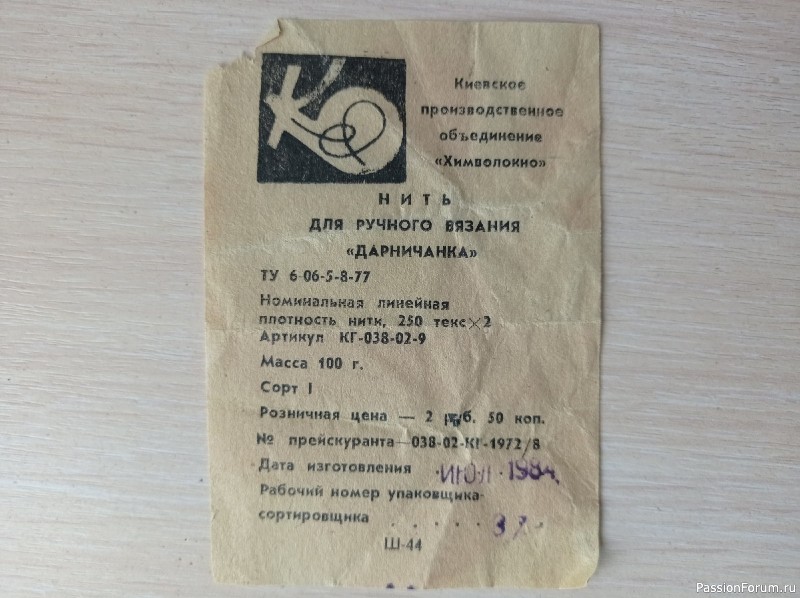 Киевское
производственное
объединение
«Химволокно»
НИТЬ
ДЛЯ РУЧНОГО ВЯЗАНИЯ
«ДАРНИЧАНКА»
ТУ 6-06-5-8-77
Номинальная линейная
плотность нити, 250 текс×2
Артикул КГ-038-02-9
Масса 100 г.
Сорт I
Розничная цена — 2 руб. 50 коп.
№ прейскуранта—038-02-КГ-1972/8
Дата изготовления ИЮЛ 1984
Рабочий номер упаковщика-
сортировщика . . . . . 37
Ш-44
PassionForum.ru